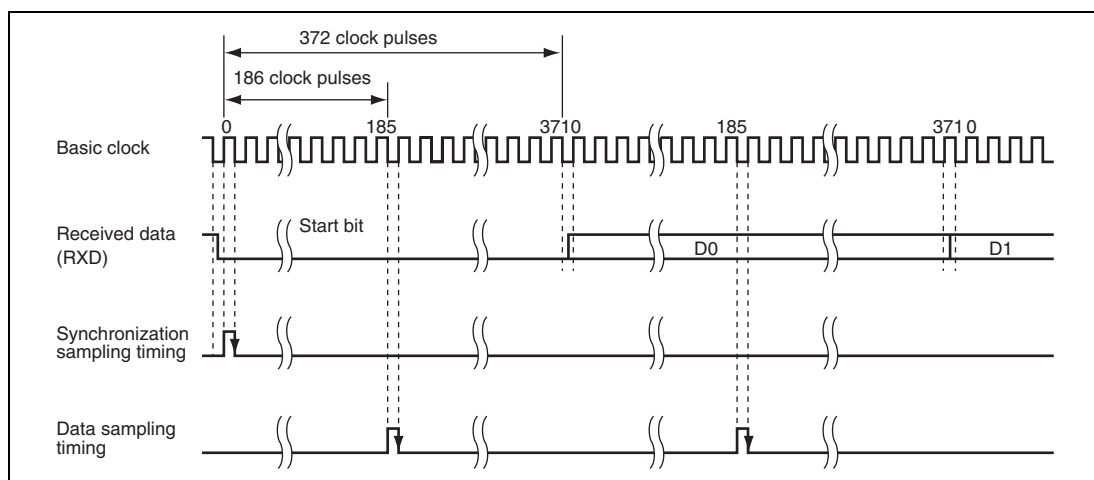 372 clock pulses
186 clock pulses
0 185 371 0 185 371 0
Basic clock
Start bit
Received data
(RXD)
D0 D1
Synchronization
sampling timing
Data sampling
timing